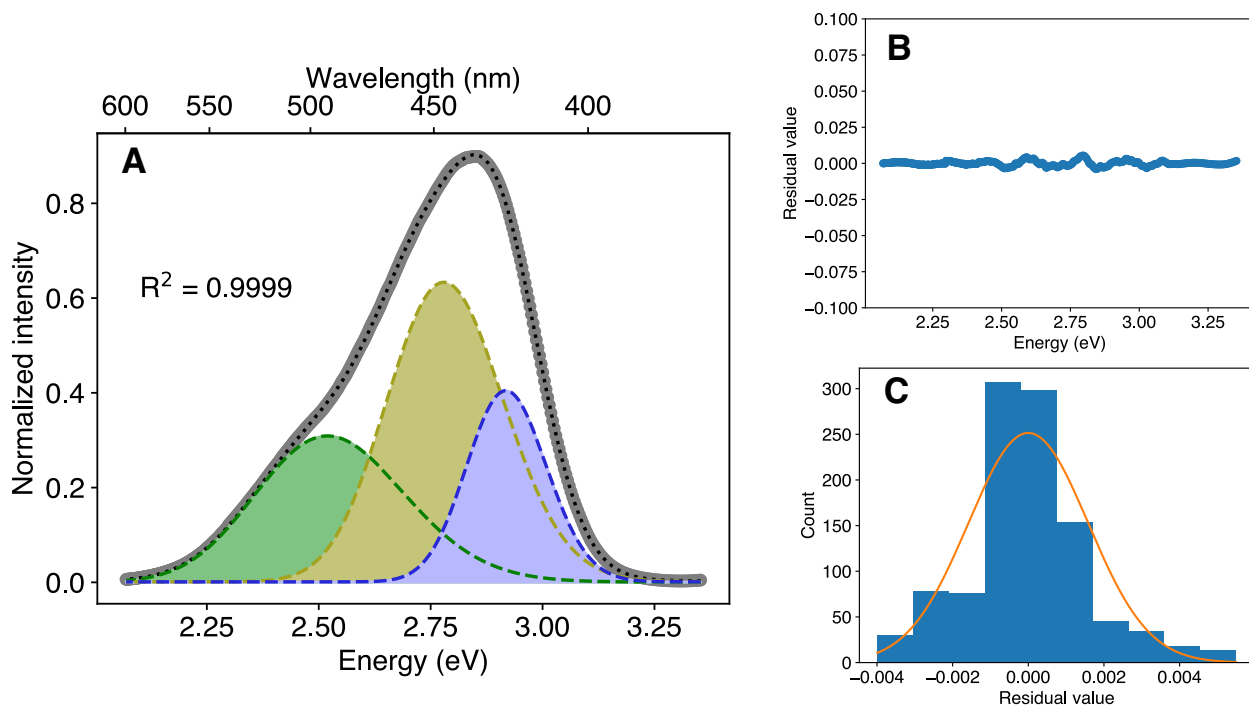 Wavelength (nm)
600 550 500 450 400
A
R² = 0.9999
Normalized intensity
0.8
0.6
0.4
0.2
0.0
2.25 2.50 2.75 3.00 3.25
Energy (eV)
B
Residual value
0.100
0.075
0.050
0.025
0.000
−0.025
−0.050
−0.075
−0.100
2.25 2.50 2.75 3.00 3.25
Energy (eV)
C
Count
300
250
200
150
100
50
0
−0.004 −0.002 0.000 0.002 0.004
Residual value